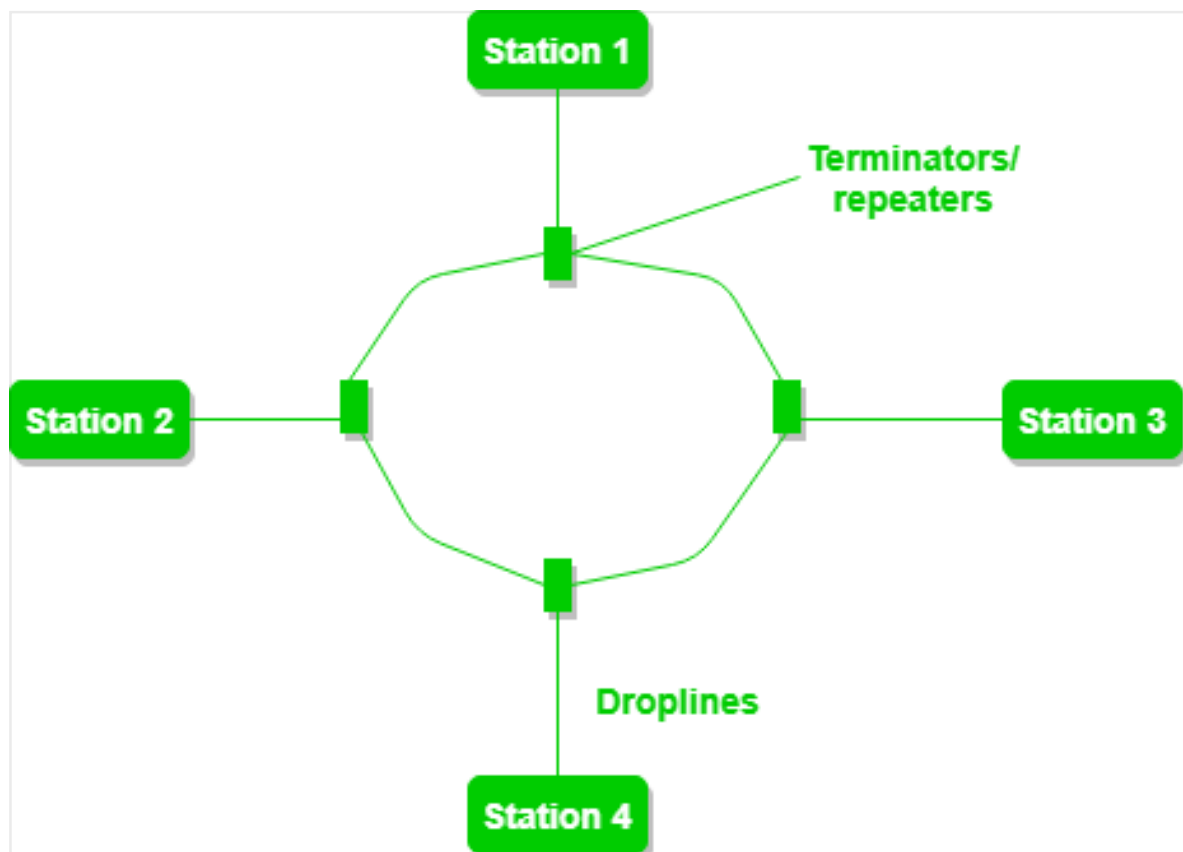 Station 1
Terminators/
repeaters
Station 2
Station 3
Droplines
Station 4